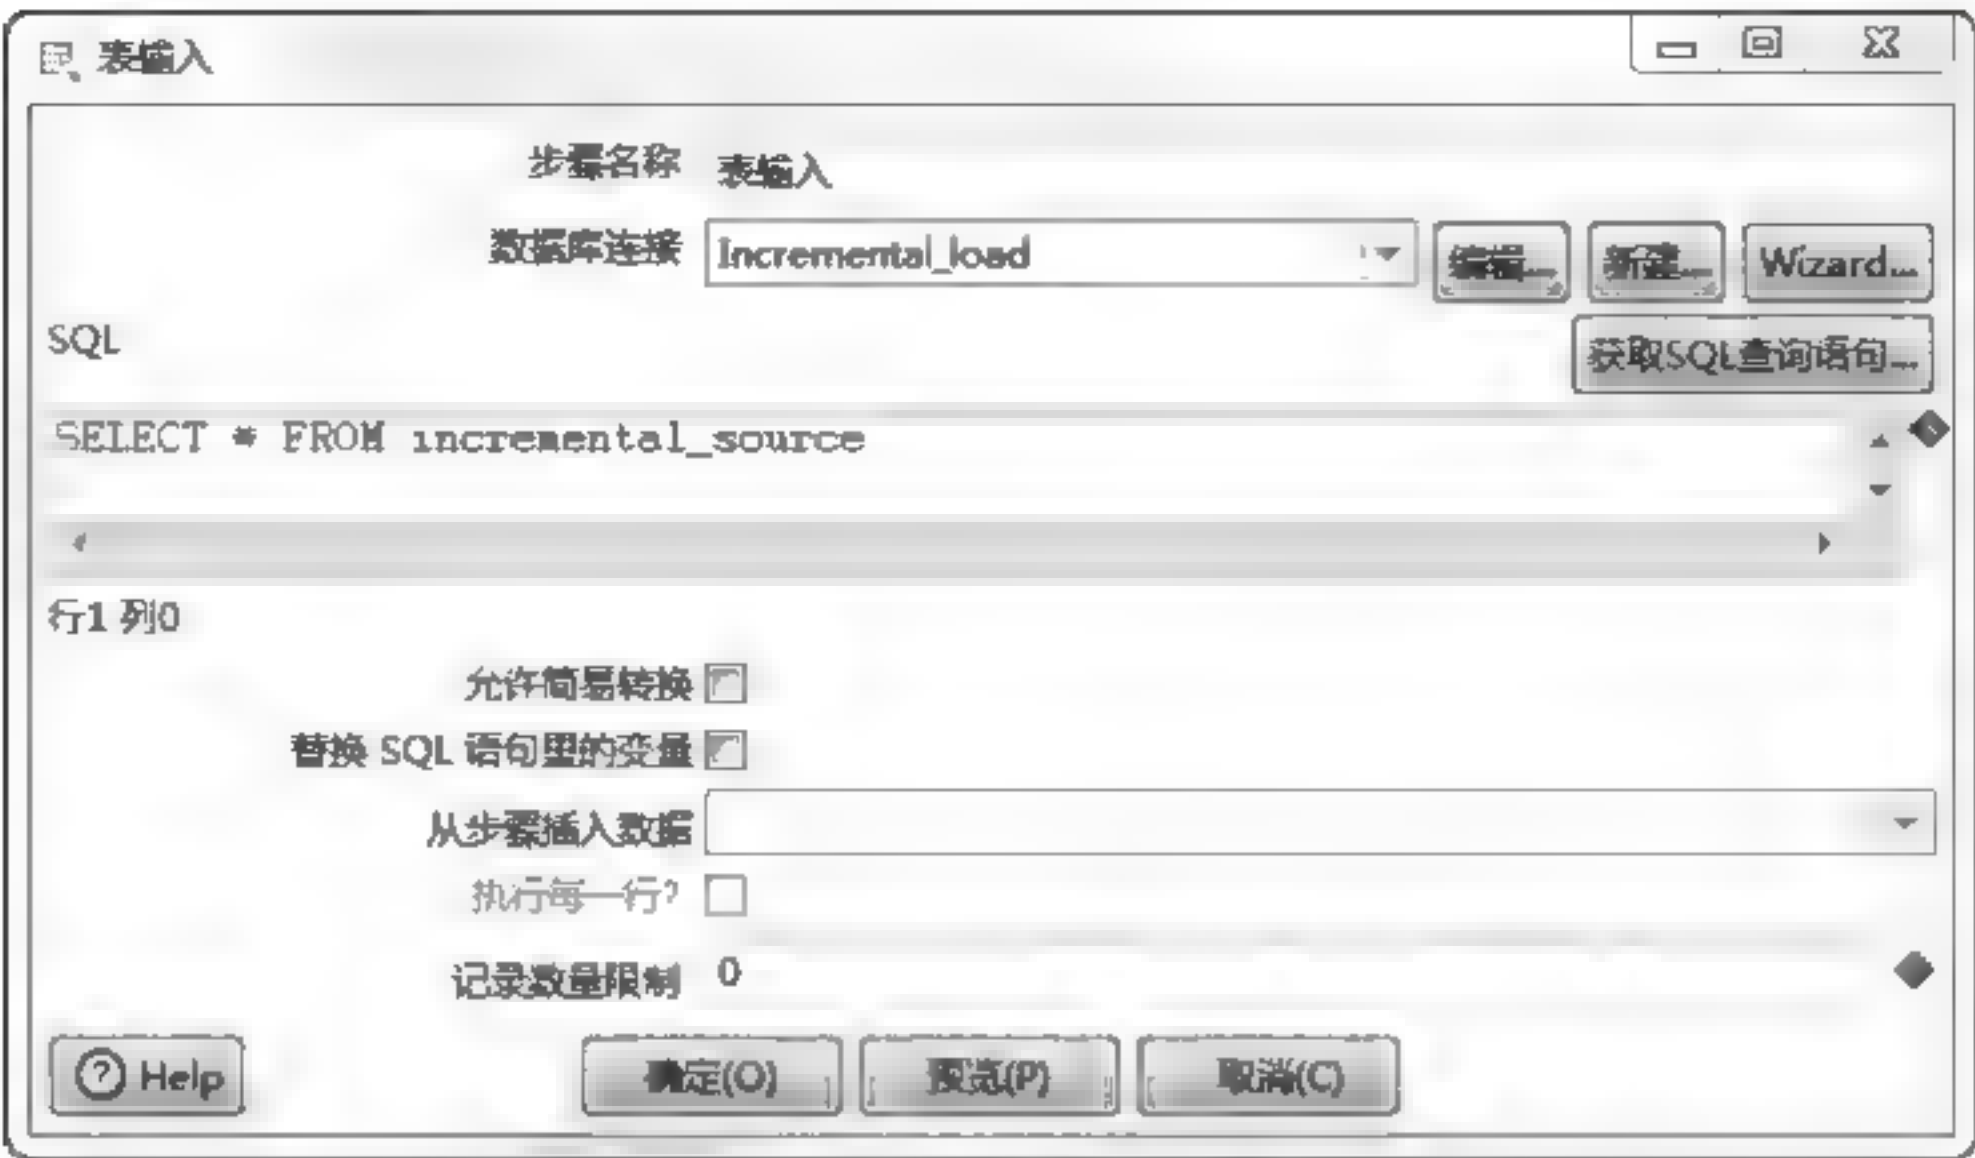 表输入
步骤名称 表输入
数据库连接 Incremental_load 编辑... 新建... Wizard...
SQL 获取SQL查询语句...
SELECT * FROM incremental_source
行1 列0
允许简易转换
替换 SQL 语句里的变量
从步骤插入数据
执行每一行?
记录数量限制 0
Help 确定(O) 预览(P) 取消(C)